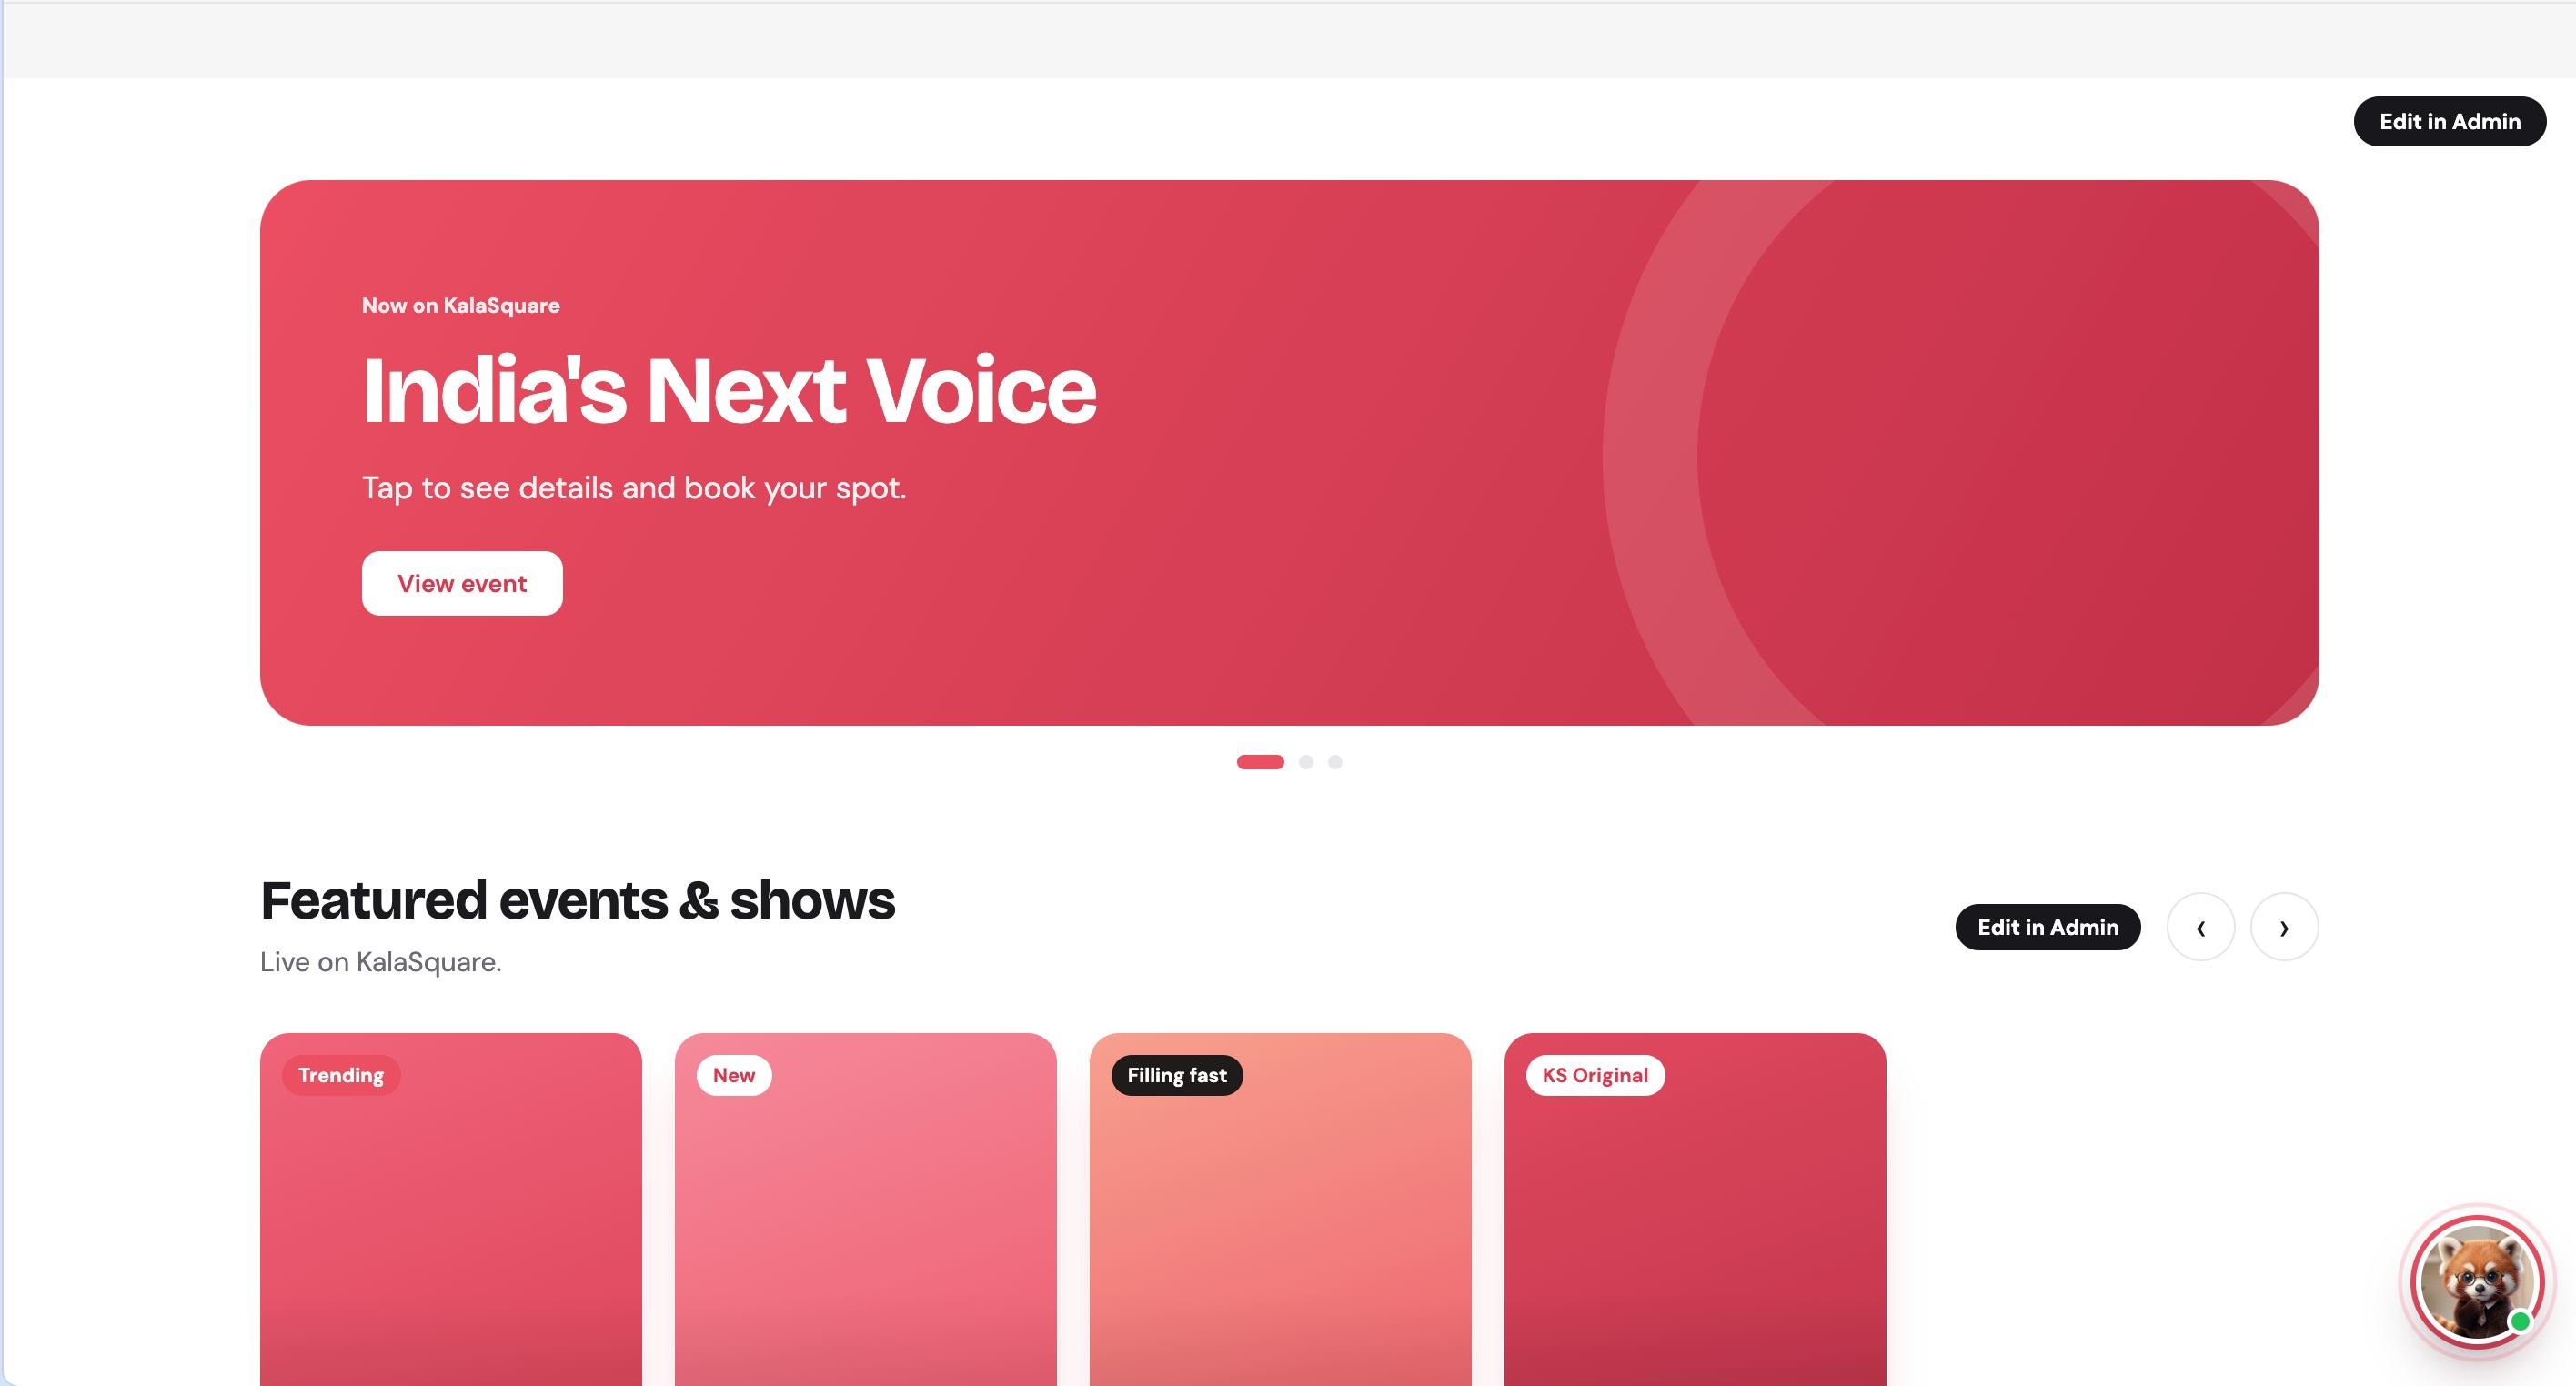 Edit in Admin
Now on KalaSquare
India's Next Voice
Tap to see details and book your spot.
View event
Featured events & shows
Live on KalaSquare.
Edit in Admin
‹ ›
Trending
New
Filling fast
KS Original